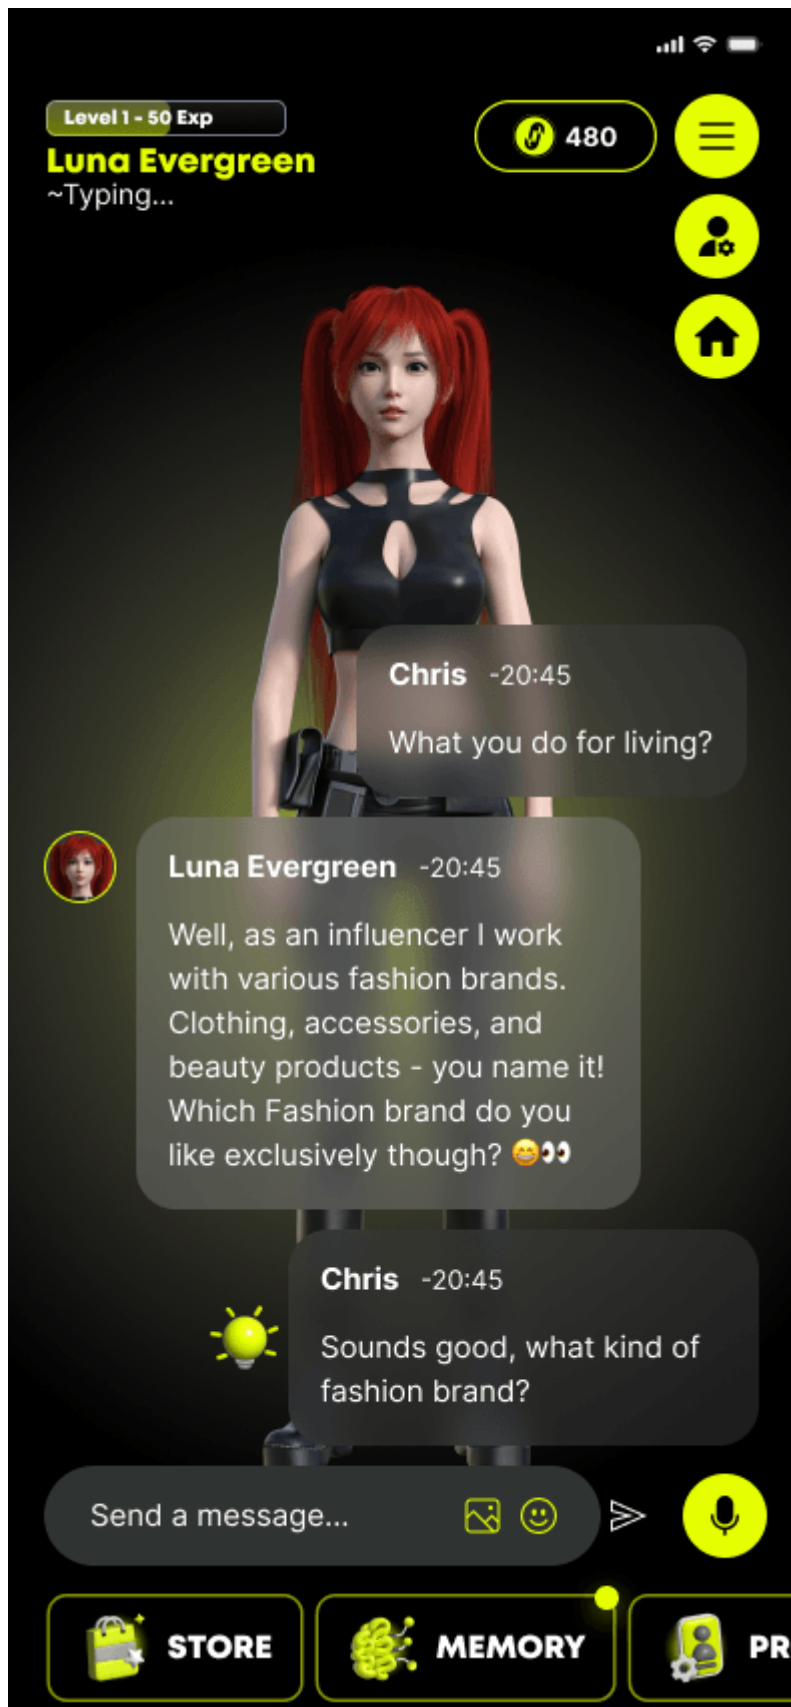 Level 1 - 50 Exp
Luna Evergreen
~Typing...
480
Chris -20:45
What you do for living?
Luna Evergreen -20:45
Well, as an influencer I work
with various fashion brands.
Clothing, accessories, and
beauty products - you name it!
Which Fashion brand do you
like exclusively though? 😁👀
Chris -20:45
Sounds good, what kind of
fashion brand?
Send a message...
STORE
MEMORY
PR